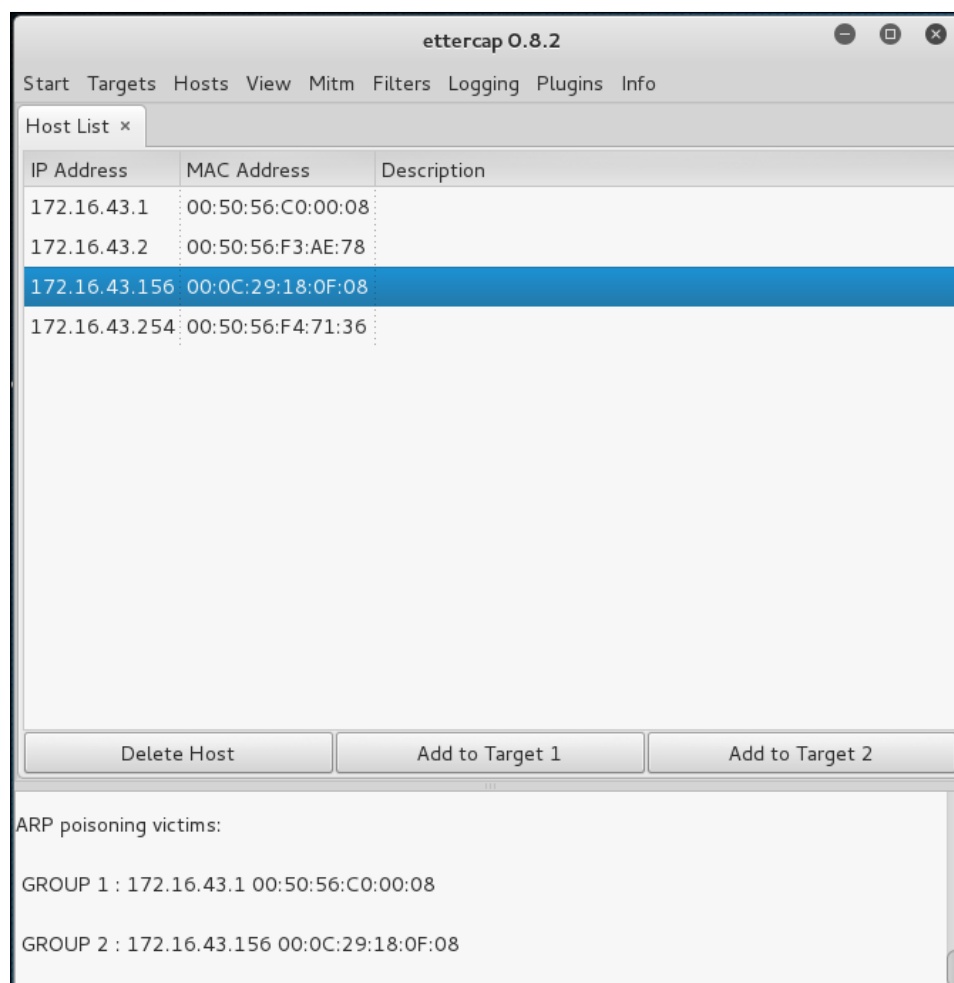 ettercap 0.8.2
Start Targets Hosts View Mitm Filters Logging Plugins Info
Host List ×
IP Address MAC Address Description
172.16.43.1 00:50:56:C0:00:08
172.16.43.2 00:50:56:F3:AE:78
172.16.43.156 00:0C:29:18:0F:08
172.16.43.254 00:50:56:F4:71:36
Delete Host Add to Target 1 Add to Target 2
ARP poisoning victims:
GROUP 1 : 172.16.43.1 00:50:56:C0:00:08
GROUP 2 : 172.16.43.156 00:0C:29:18:0F:08